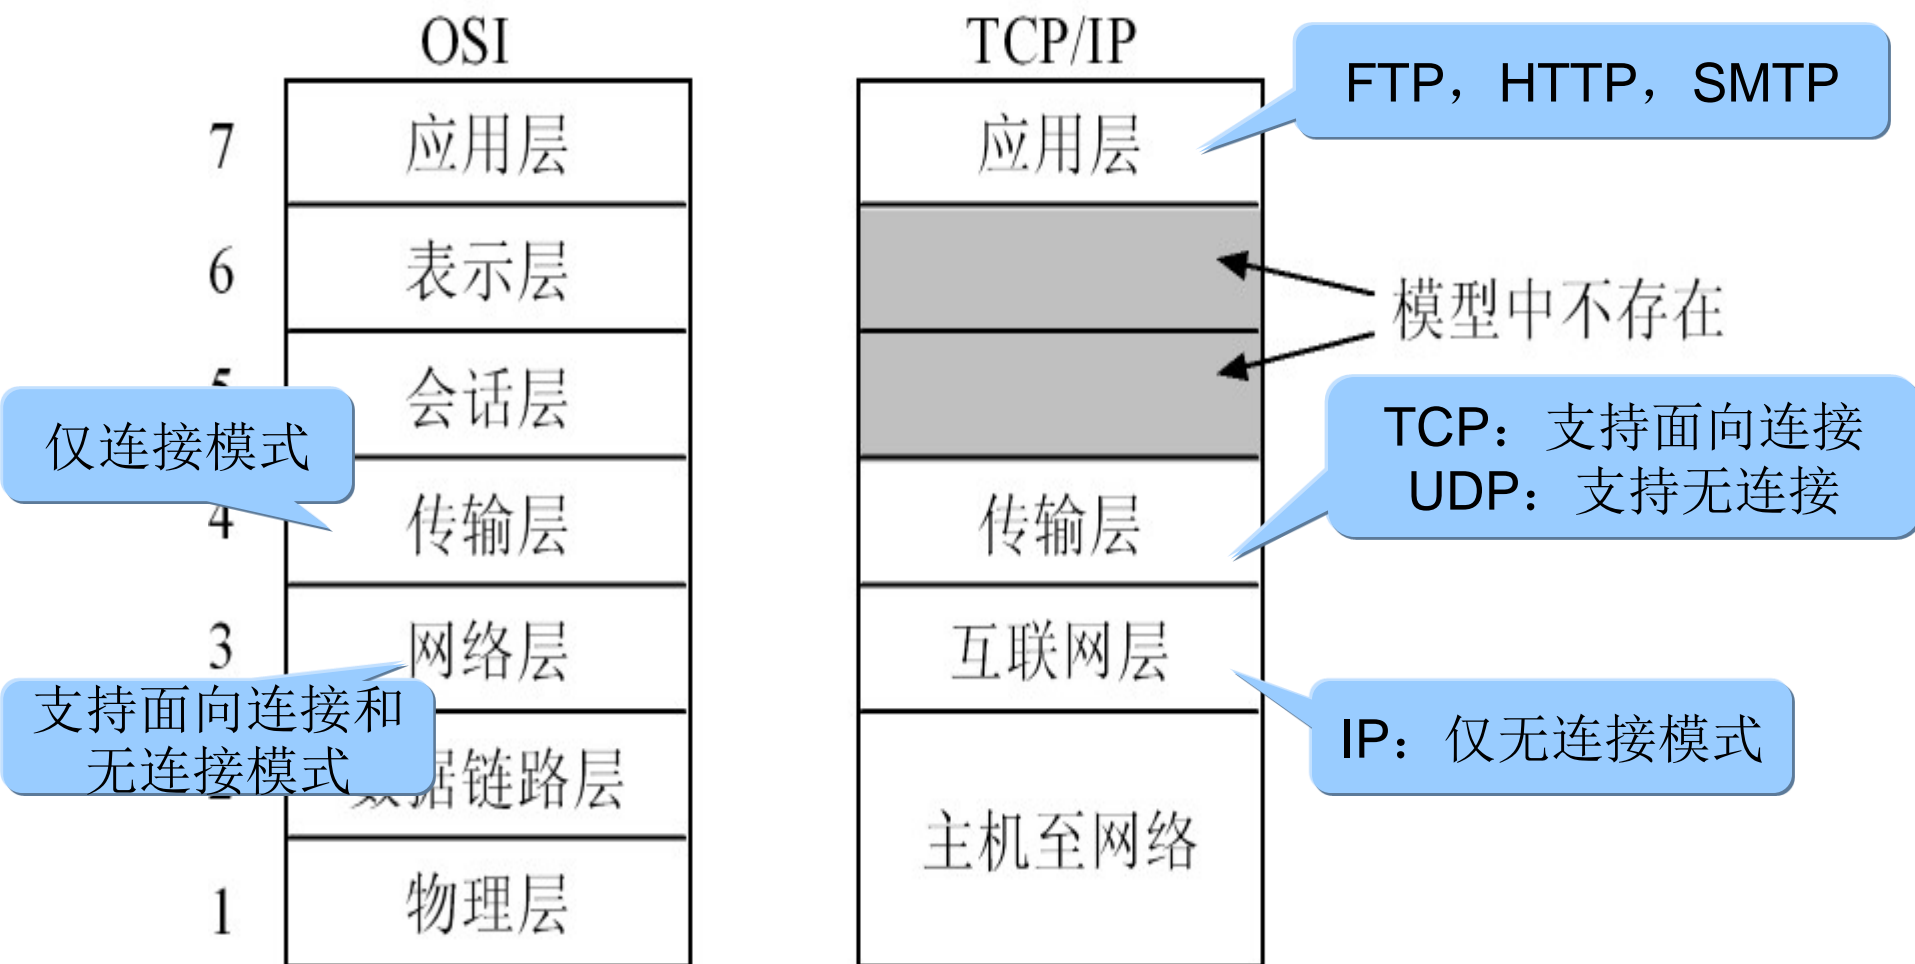 OSI
TCP/IP
FTP，HTTP，SMTP
7
应用层
应用层
6
表示层
模型中不存在
5
会话层
仅连接模式
TCP：支持面向连接
UDP：支持无连接
4
传输层
传输层
3
网络层
互联网层
支持面向连接和
无连接模式
IP：仅无连接模式
数据链路层
主机至网络
1
物理层